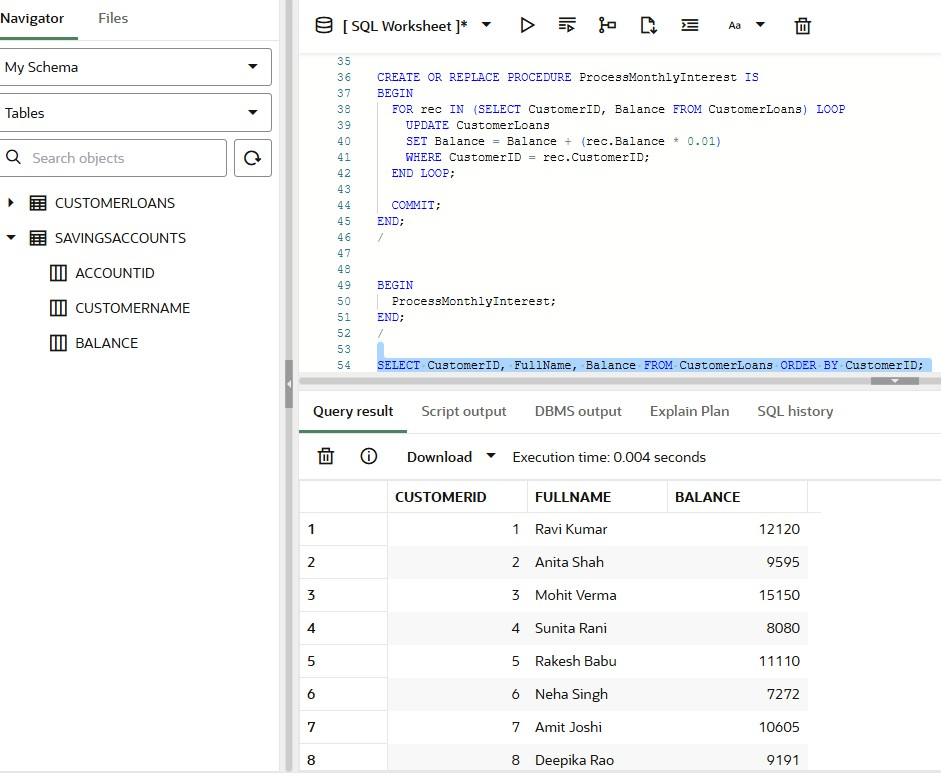 Navigator Files
My Schema
Tables
Search objects
CUSTOMERLOANS
SAVINGSACCOUNTS
ACCOUNTID
CUSTOMERNAME
BALANCE
[ SQL Worksheet ]* Aa
35
36 CREATE OR REPLACE PROCEDURE ProcessMonthlyInterest IS
37 BEGIN
38 FOR rec IN (SELECT CustomerID, Balance FROM CustomerLoans) LOOP
39 UPDATE CustomerLoans
40 SET Balance = Balance + (rec.Balance * 0.01)
41 WHERE CustomerID = rec.CustomerID;
42 END LOOP;
43
44 COMMIT;
45 END;
46 /
47
48
49 BEGIN
50 ProcessMonthlyInterest;
51 END;
52 /
53
54 SELECT CustomerID, FullName, Balance FROM CustomerLoans ORDER BY CustomerID;
Query result Script output DBMS output Explain Plan SQL history
Download Execution time: 0.004 seconds
CUSTOMERID FULLNAME BALANCE
1 1 Ravi Kumar 12120
2 2 Anita Shah 9595
3 3 Mohit Verma 15150
4 4 Sunita Rani 8080
5 5 Rakesh Babu 11110
6 6 Neha Singh 7272
7 7 Amit Joshi 10605
8 8 Deepika Rao 9191